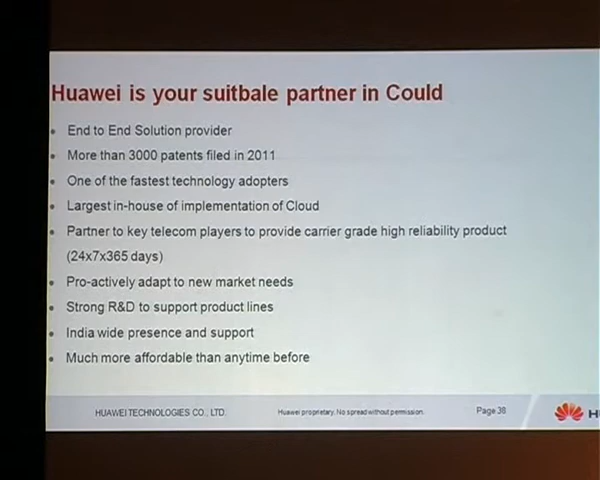 Huawei is your suitbale partner in Could
• End to End Solution provider
• More than 3000 patents filed in 2011
• One of the fastest technology adopters
• Largest in-house of implementation of Cloud
• Partner to key telecom players to provide carrier grade high reliability product
(24x7x365 days)
• Pro-actively adapt to new market needs
• Strong R&D to support product lines
• India wide presence and support
• Much more affordable than anytime before
HUAWEI TECHNOLOGIES CO., LTD. Huawei proprietary. No spread without permission. Page 38 H